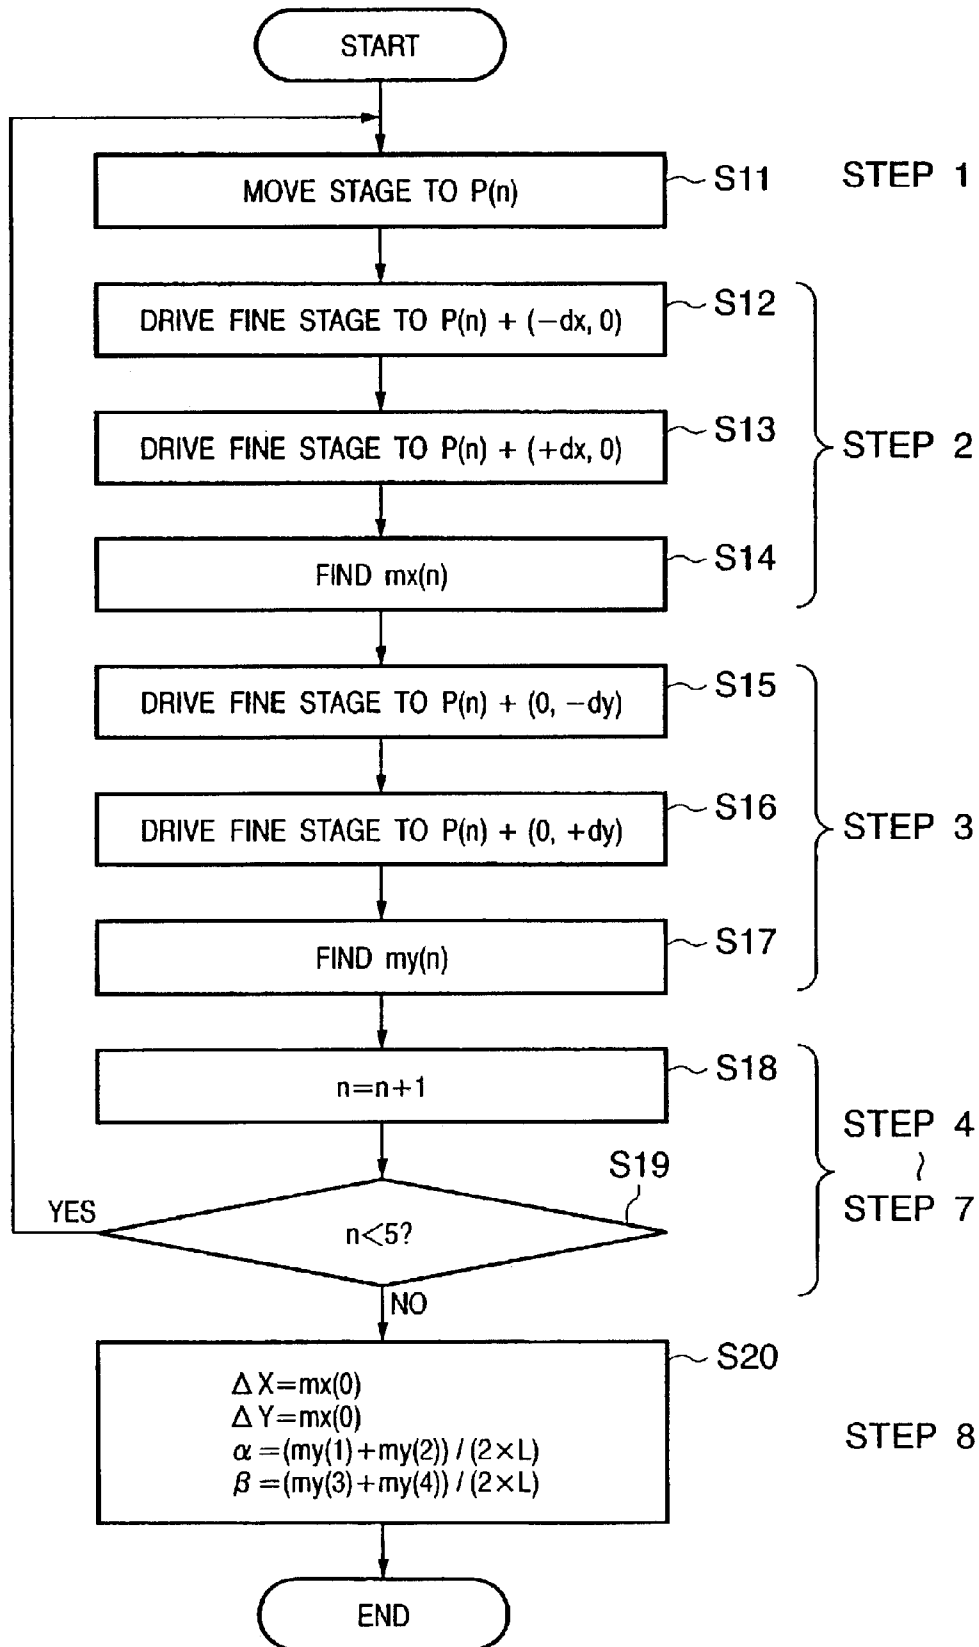 START
MOVE STAGE TO P(n)
S11
STEP 1
DRIVE FINE STAGE TO P(n) + (−dx, 0)
S12
DRIVE FINE STAGE TO P(n) + (+dx, 0)
S13
STEP 2
FIND mx(n)
S14
DRIVE FINE STAGE TO P(n) + (0, −dy)
S15
DRIVE FINE STAGE TO P(n) + (0, +dy)
S16
STEP 3
FIND my(n)
S17
n=n+1
S18
STEP 4
~
STEP 7
S19
YES
n<5?
NO
S20
Δ X=mx(0)
Δ Y=mx(0)
α =(my(1)+my(2)) / (2×L)
β =(my(3)+my(4)) / (2×L)
STEP 8
END